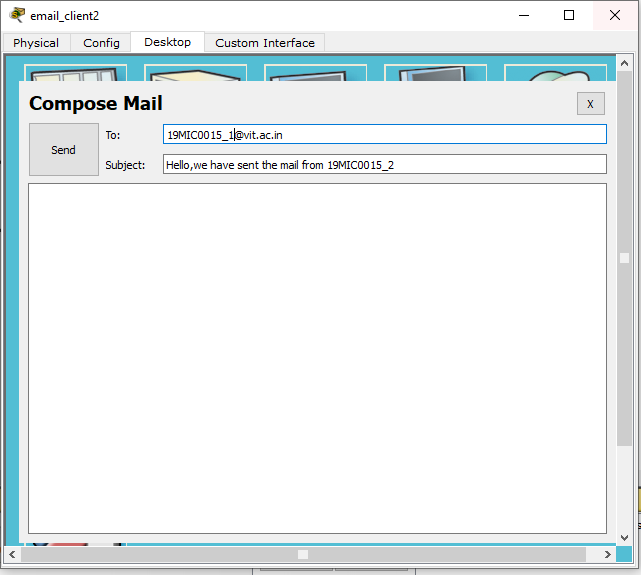 email_client2
Physical Config Desktop Custom Interface
Compose Mail
X
Send
To: 19MIC0015_1@vit.ac.in
Subject: Hello,we have sent the mail from 19MIC0015_2